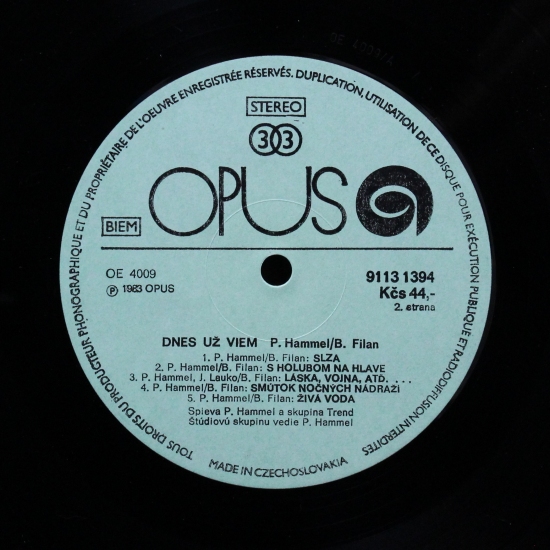 TOUS DROITS DU PRODUCTEUR PHONOGRAPHIQUE ET DU PROPRIÉTAIRE DE L'OEUVRE ENREGISTRÉE RÉSERVÉS. DUPLICATION, UTILISATION DE CE DISQUE POUR EXÉCUTION PUBLIQUE ET RADIODIFFUSION INTERDITES
STEREO
33
OPUS
BIEM
OE 4009
℗ 1983 OPUS
9113 1394
Kčs 44,-
2. strana
DNES UŽ VIEM P. Hammel/B. Filan
1. P. Hammel/B. Filan: SLZA
2. P. Hammel/B. Filan: S HOLUBOM NA HLAVE
3. P. Hammel, J. Lauko/B. Filan: LÁSKA, VOJNA, ATD. ...
4. P. Hammel/B. Filan: SMÚTOK NOČNÝCH NÁDRAŽÍ
5. P. Hammel/B. Filan: ŽIVÁ VODA
Spieva P. Hammel a skupina Trend
Štúdiovú skupinu vedie P. Hammel
MADE IN CZECHOSLOVAKIA